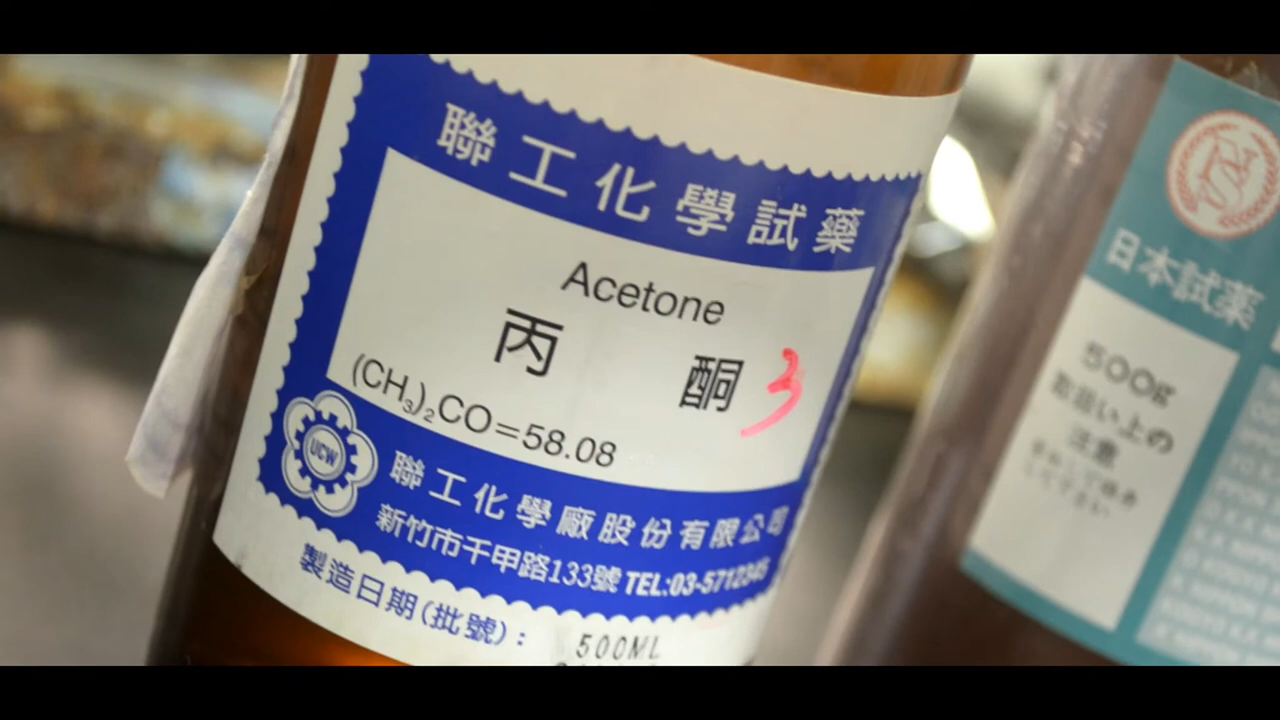 聯工化學試藥
Acetone
丙酮 3
(CH₃)₂CO=58.08
UCW
聯工化學廠股份有限公司
新竹市千甲路133號 TEL:03-5712345
製造日期(批號):
500ML
日本試薬
500g
取扱い上の
注意